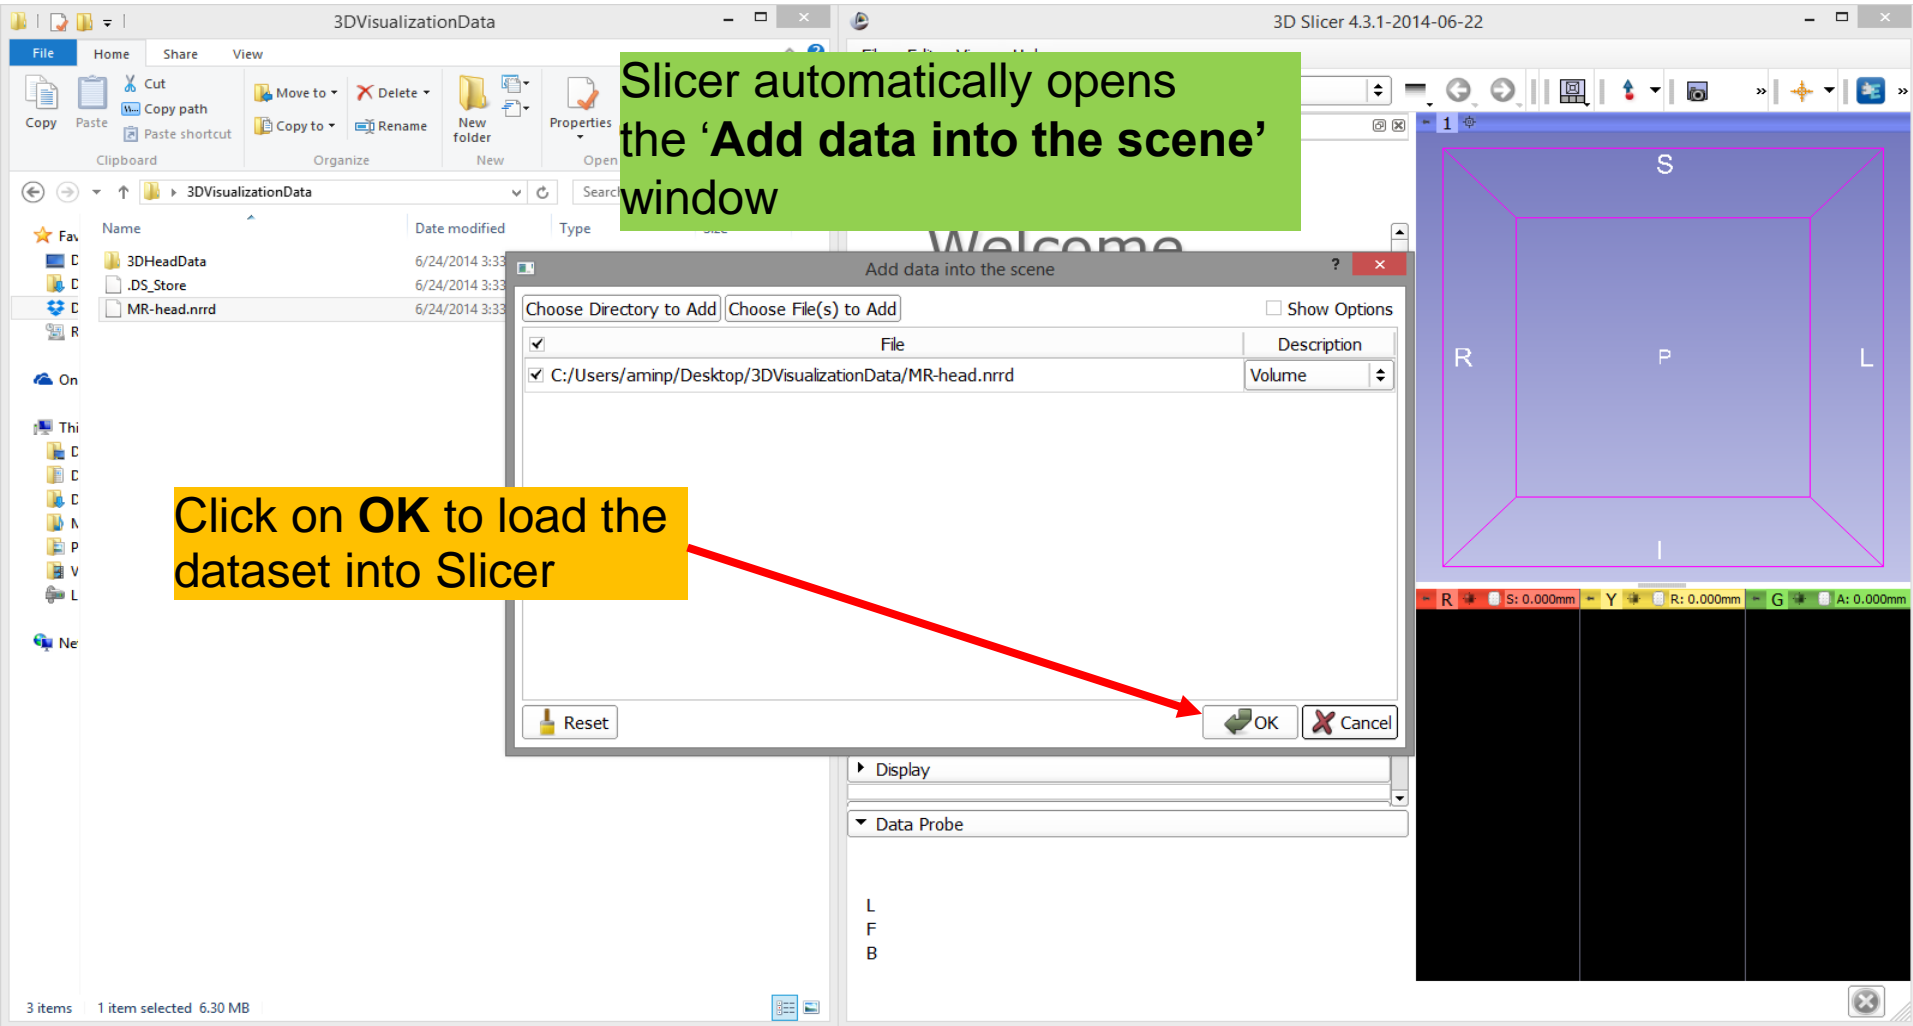 3DVisualizationData
3D Slicer 4.3.1-2014-06-22
File Home Share View
Slicer automatically opens
the ‘Add data into the scene’
window
Copy
Paste
Cut
Copy path
Paste shortcut
Clipboard
Move to
Copy to
Delete
Rename
Organize
New
folder
New
Properties
Open
3DVisualizationData
Name
Date modified
Type
3DHeadData 6/24/2014 3:33
.DS_Store 6/24/2014 3:33
MR-head.nrrd 6/24/2014 3:33
Fav
D
D
D
R
On
Thi
D
D
D
M
P
V
L
Ne
Welcome
Add data into the scene
?
Choose Directory to Add
Choose File(s) to Add
Show Options
File
Description
C:/Users/aminp/Desktop/3DVisualizationData/MR-head.nrrd
Volume
Click on OK to load the
dataset into Slicer
Reset
OK
Cancel
Display
Data Probe
L
F
B
1
S
R
P
L
I
R S: 0.000mm
Y R: 0.000mm
G A: 0.000mm
3 items 1 item selected 6.30 MB